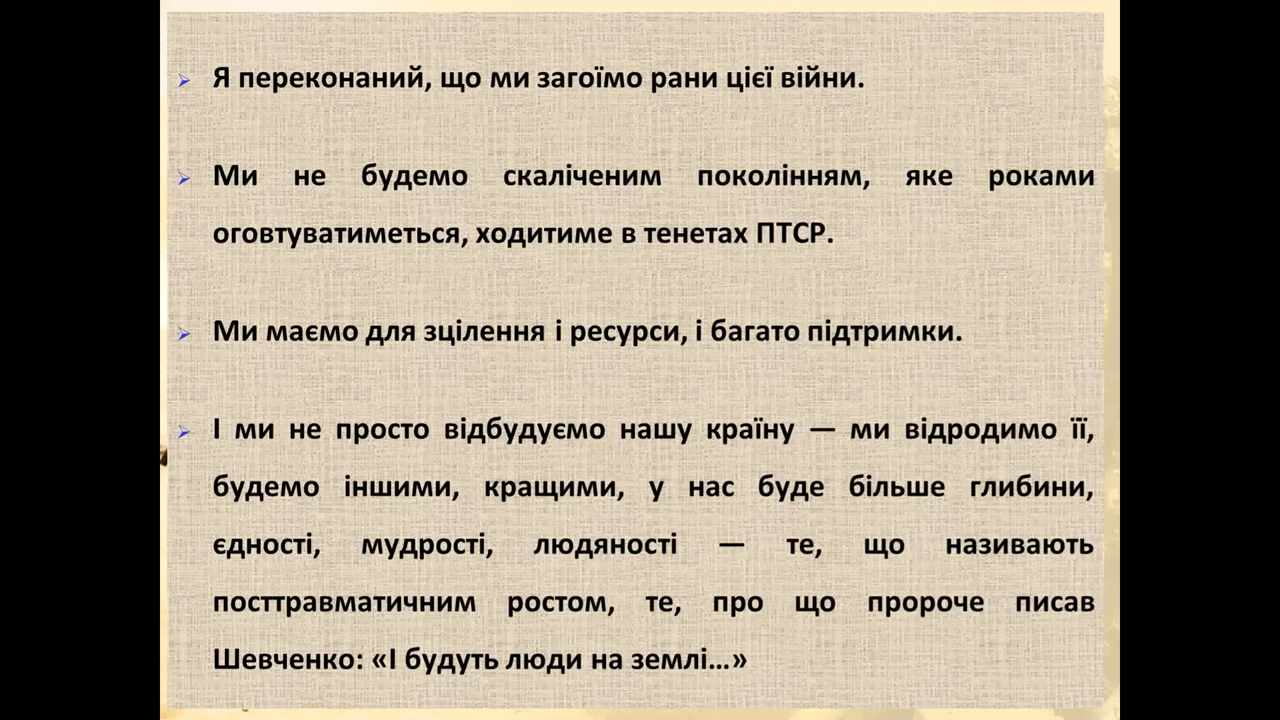 Я переконаний, що ми загоїмо рани цієї війни.
Ми не будемо скаліченим поколінням, яке роками
оговтуватиметься, ходитиме в тенетах ПТСР.
Ми маємо для зцілення і ресурси, і багато підтримки.
І ми не просто відбудуємо нашу країну — ми відродимо її,
будемо іншими, кращими, у нас буде більше глибини,
єдності, мудрості, людяності — те, що називають
посттравматичним ростом, те, про що пророче писав
Шевченко: «І будуть люди на землі…»